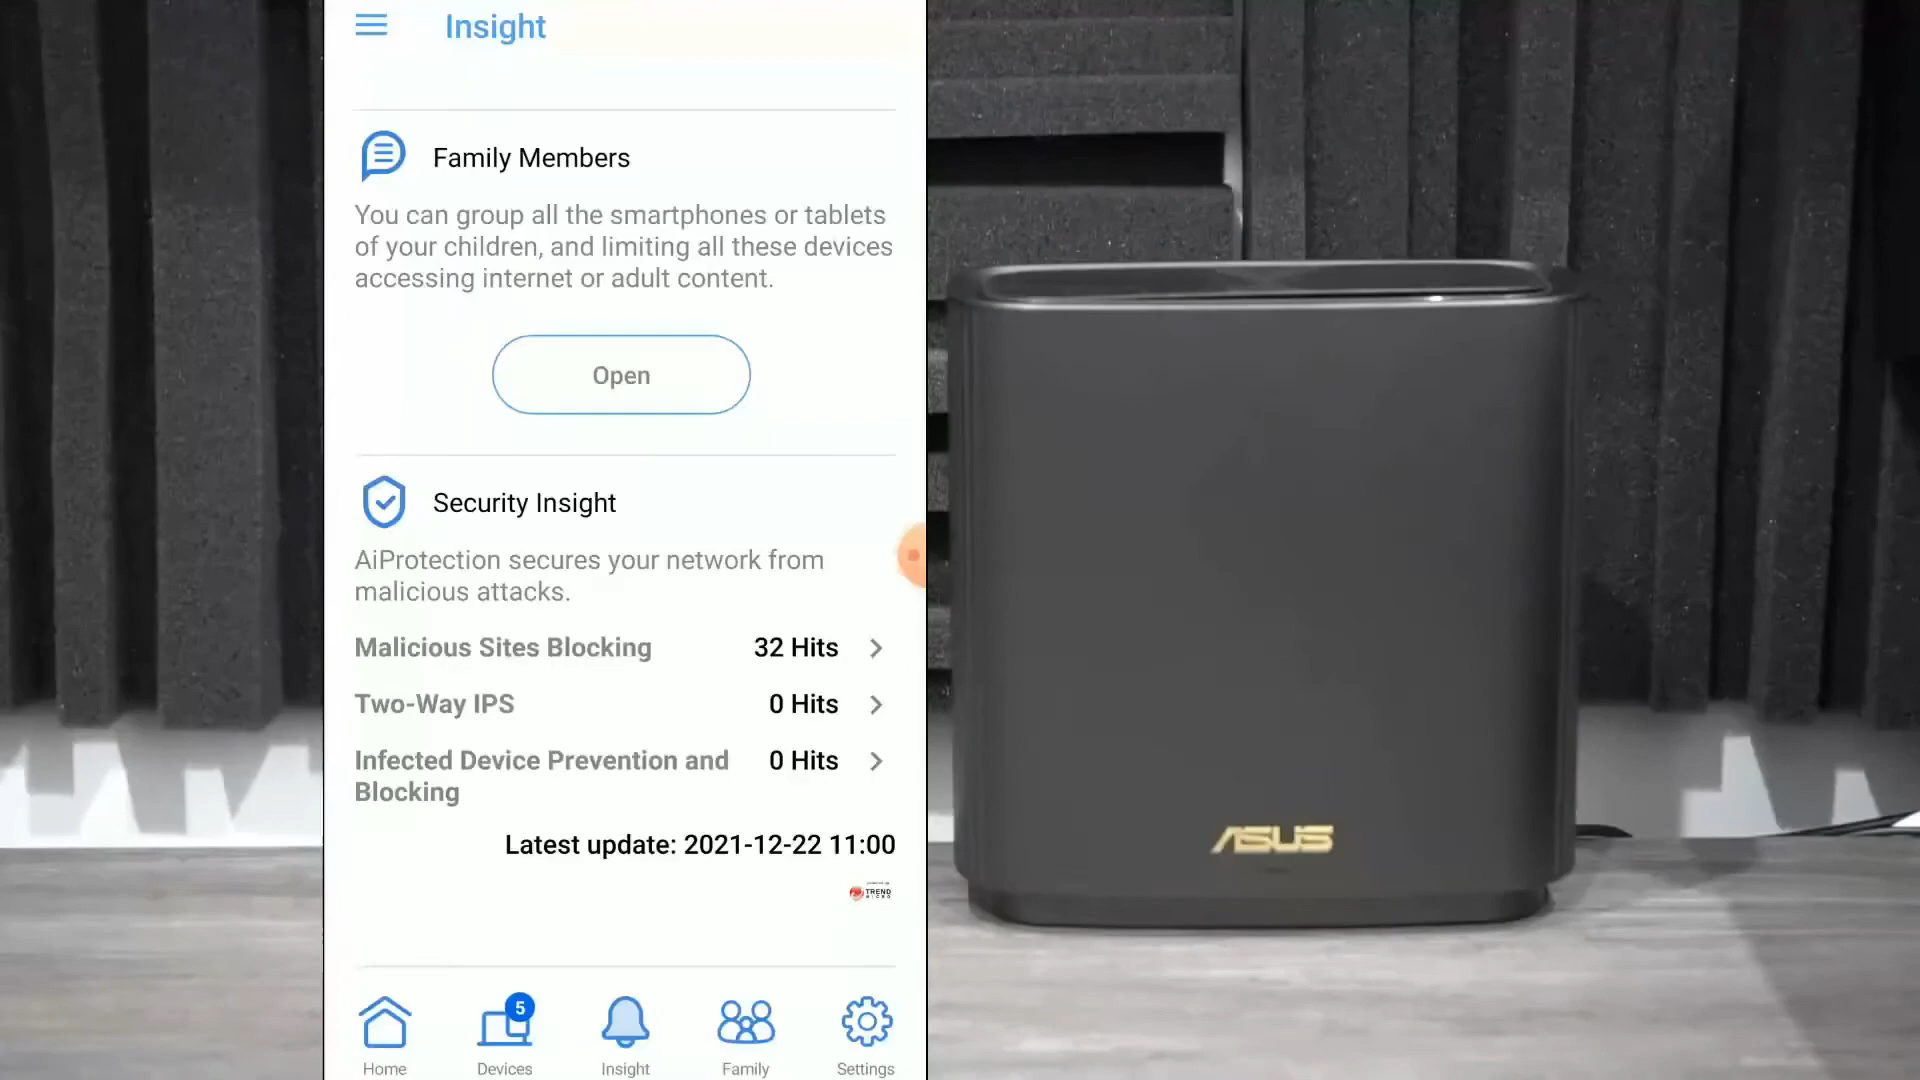 Insight
Family Members
You can group all the smartphones or tablets
of your children, and limiting all these devices
accessing internet or adult content.
Open
Security Insight
AiProtection secures your network from
malicious attacks.
Malicious Sites Blocking 32 Hits
Two-Way IPS 0 Hits
Infected Device Prevention and 0 Hits
Blocking
Latest update: 2021-12-22 11:00
TREND
MICRO
5
Home Devices Insight Family Settings
ASUS